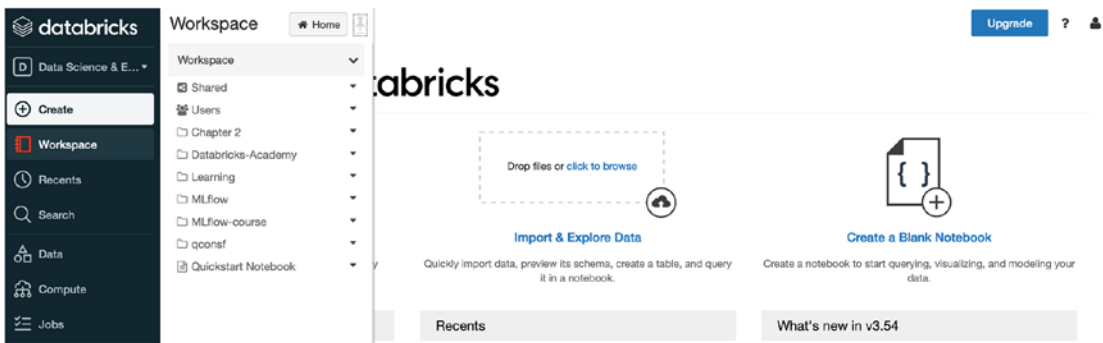 databricks
D Data Science & E...
Create
Workspace
Recents
Search
Data
Compute
Jobs
Workspace
Home
Workspace
Shared
Users
Chapter 2
Databricks-Academy
Learning
MLflow
MLflow-course
qconsf
Quickstart Notebook
Upgrade ?
abricks
Drop files or click to browse
Import & Explore Data
Quickly import data, preview its schema, create a table, and query
it in a notebook.
{ }
Create a Blank Notebook
Create a notebook to start querying, visualizing, and modeling your
data.
y
Recents
What's new in v3.54